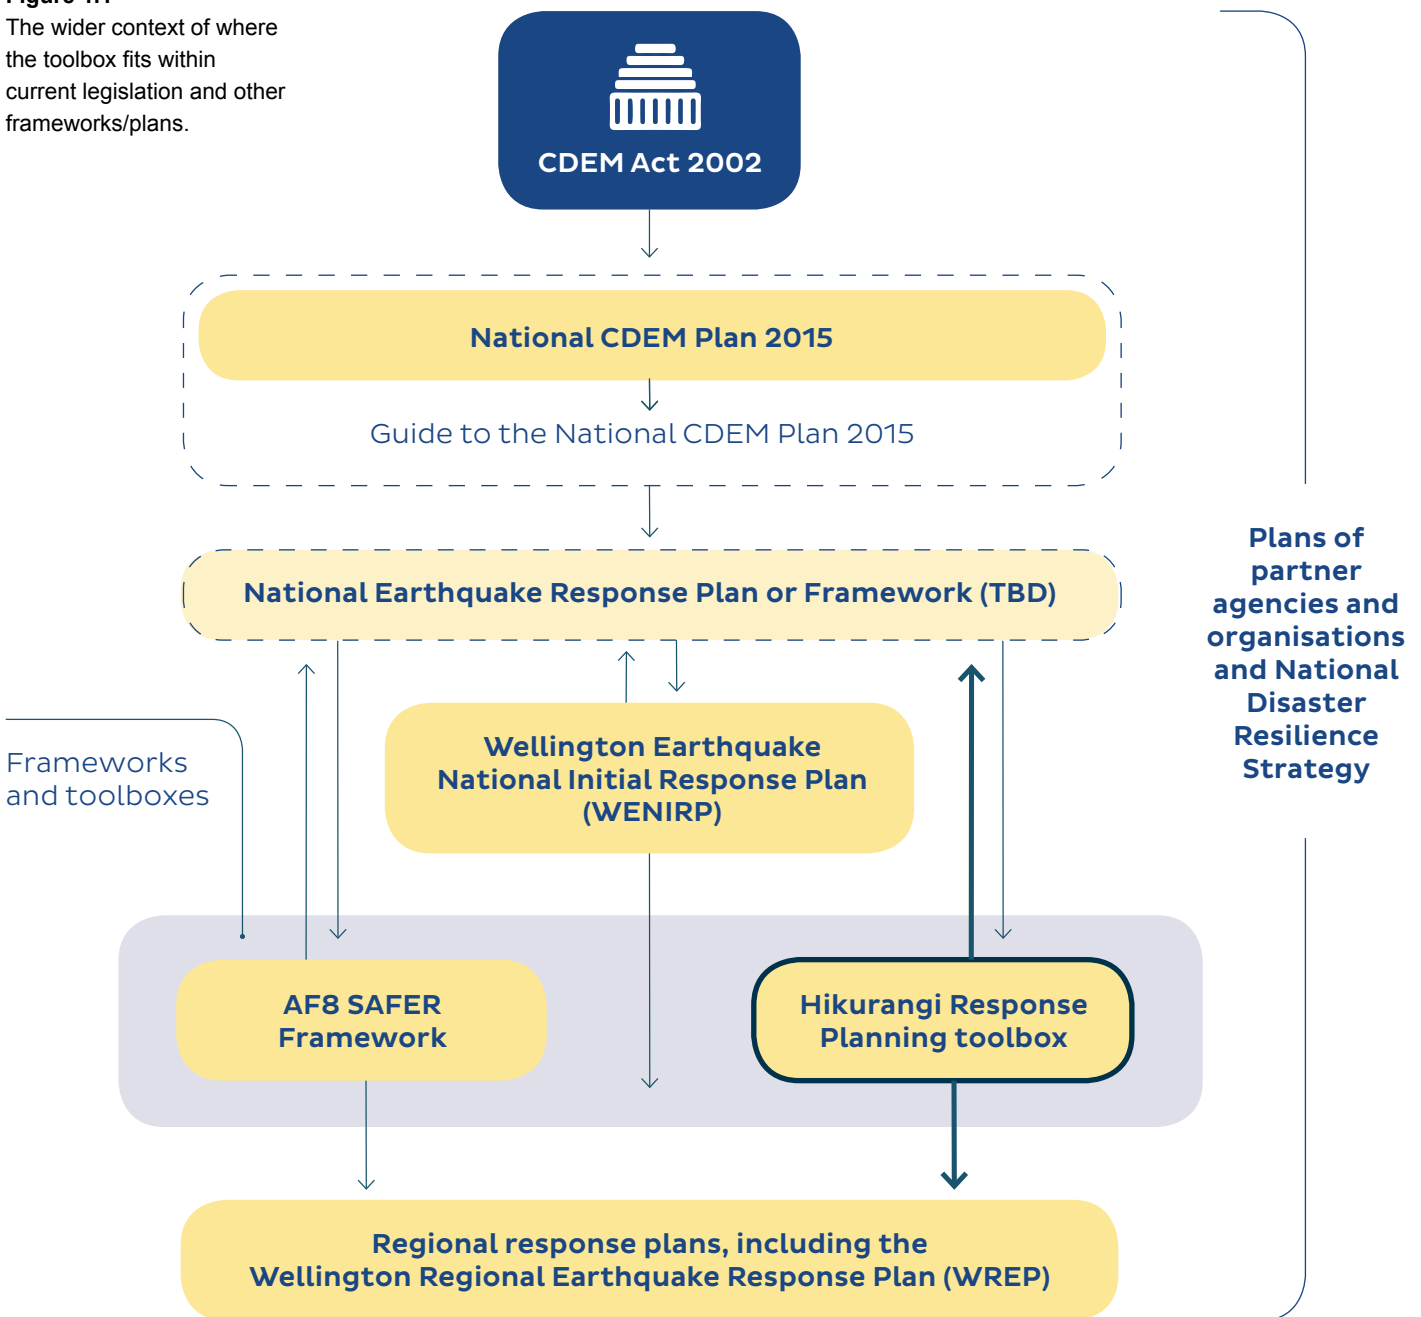 The wider context of where
the toolbox fits within
current legislation and other
frameworks/plans.
CDEM Act 2002
National CDEM Plan 2015
Guide to the National CDEM Plan 2015
National Earthquake Response Plan or Framework (TBD)
Plans of
partner
agencies and
organisations
and National
Disaster
Resilience
Strategy
Wellington Earthquake
National Initial Response Plan
(WENIRP)
Frameworks
and toolboxes
AF8 SAFER
Framework
Hikurangi Response
Planning toolbox
Regional response plans, including the
Wellington Regional Earthquake Response Plan (WREP)